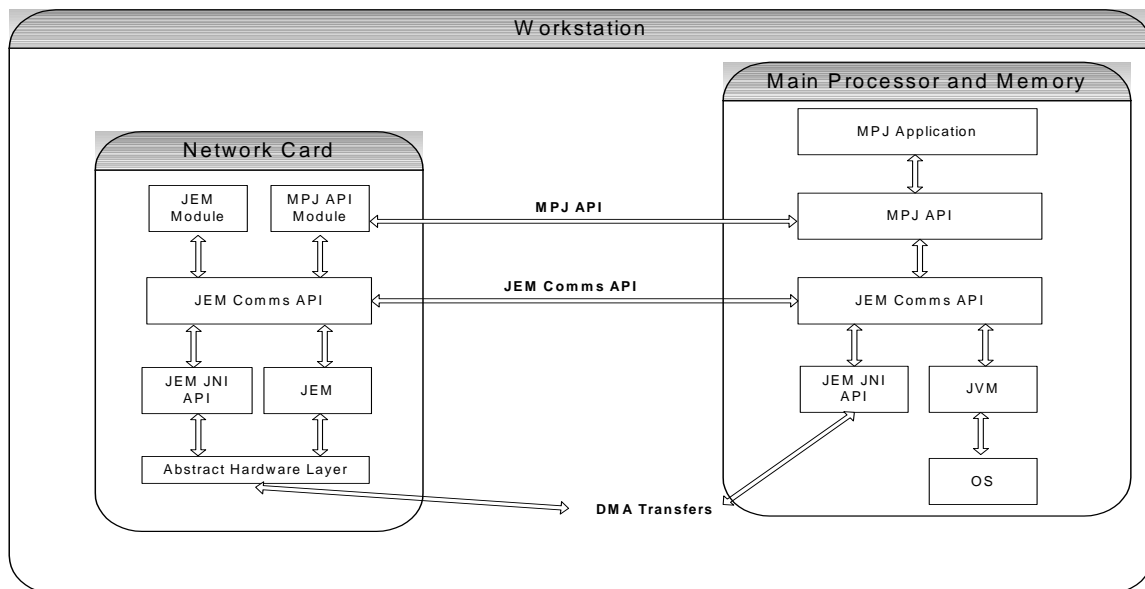 Workstation
Main Processor and Memory
MPJ Application
Network Card
JEM
Module
MPJ API
Module
MPJ API
MPJ API
JEM Comms API
JEM Comms API
JEM Comms API
JEM JNI
API
JEM
JEM JNI
API
JVM
Abstract Hardware Layer
OS
DMA Transfers